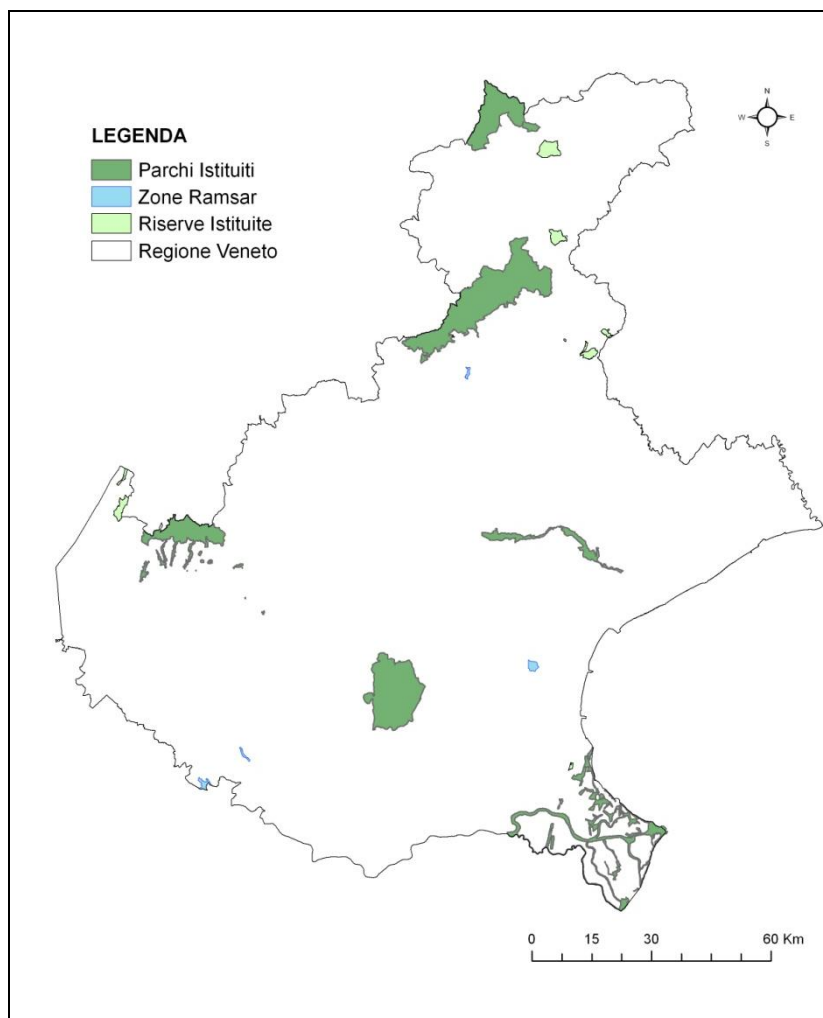 N
W E
S
LEGENDA
Parchi Istituiti
Zone Ramsar
Riserve Istituite
Regione Veneto
0 15 30 60 Km